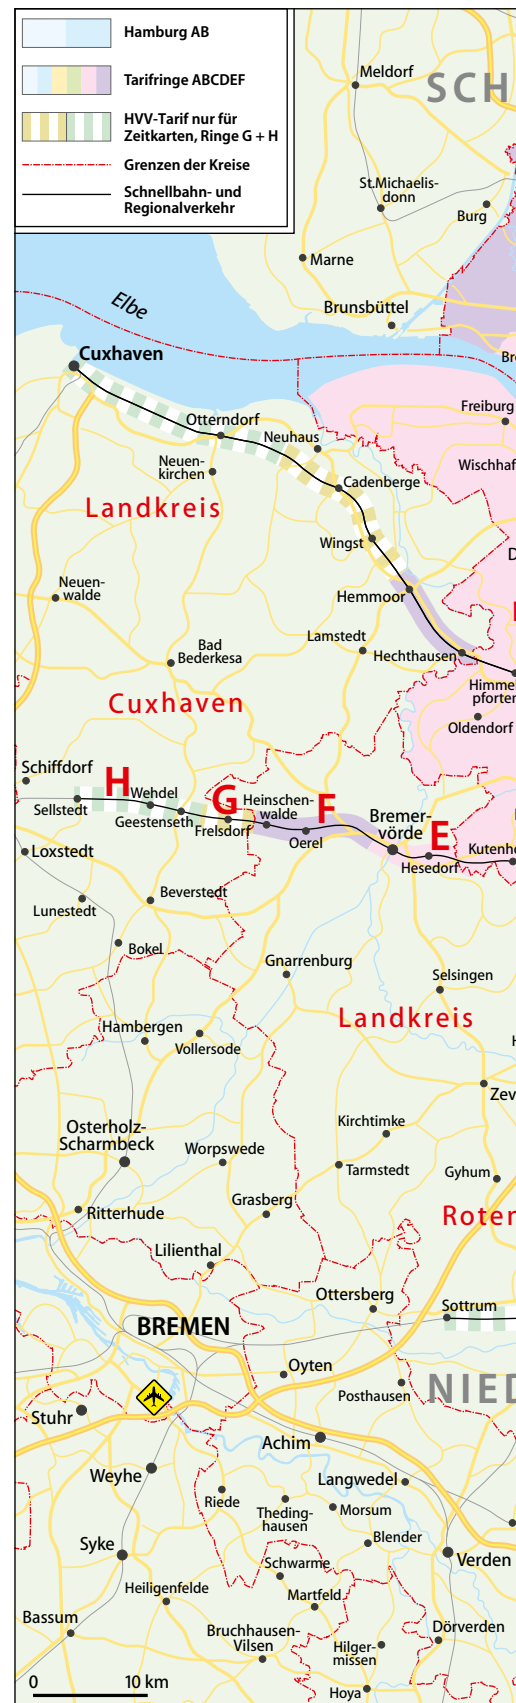 Hamburg AB
Tarifringe ABCDEF
HVV-Tarif nur für
Zeitkarten, Ringe G + H
Grenzen der Kreise
Schnellbahn- und
Regionalverkehr
Meldorf
SCH
St.Michaelis-
donn
Burg
Marne
Elbe
Brunsbüttel
Cuxhaven
Freiburg
Otterndorf
Neuhaus
Neuen-
kirchen
Wischhaf
Cadenberge
Landkreis
Wingst
Neuen-
walde
Hemmoor
Lamstedt
Bad
Bederkesa
Hechthausen
Himmel-
pforten
Cuxhaven
Oldendorf
Schiffdorf
H
Wehdel
Sellstedt
Geestenseth
G
Frelsdorf
Heinschen-
walde
F
Oerel
Bremer-
vörde
E
Hesedorf
Kutenho
Loxstedt
Beverstedt
Lunestedt
Bokel
Gnarrenburg
Selsingen
Landkreis
Hambergen
Vollersode
Zev
Osterholz-
Scharmbeck
Kirchtimke
Worpswede
Tarmstedt
Gyhum
Grasberg
Ritterhude
Roten
Lilienthal
Ottersberg
Sottrum
BREMEN
Oyten
Posthausen
NIED
Stuhr
Achim
Weyhe
Langwedel
Riede
Theding-
hausen
Morsum
Blender
Syke
Verden
Schwarme
Heiligenfelde
Martfeld
Bassum
Bruchhausen-
Vilsen
Dörverden
Hilger-
missen
Hoya
0 10 km